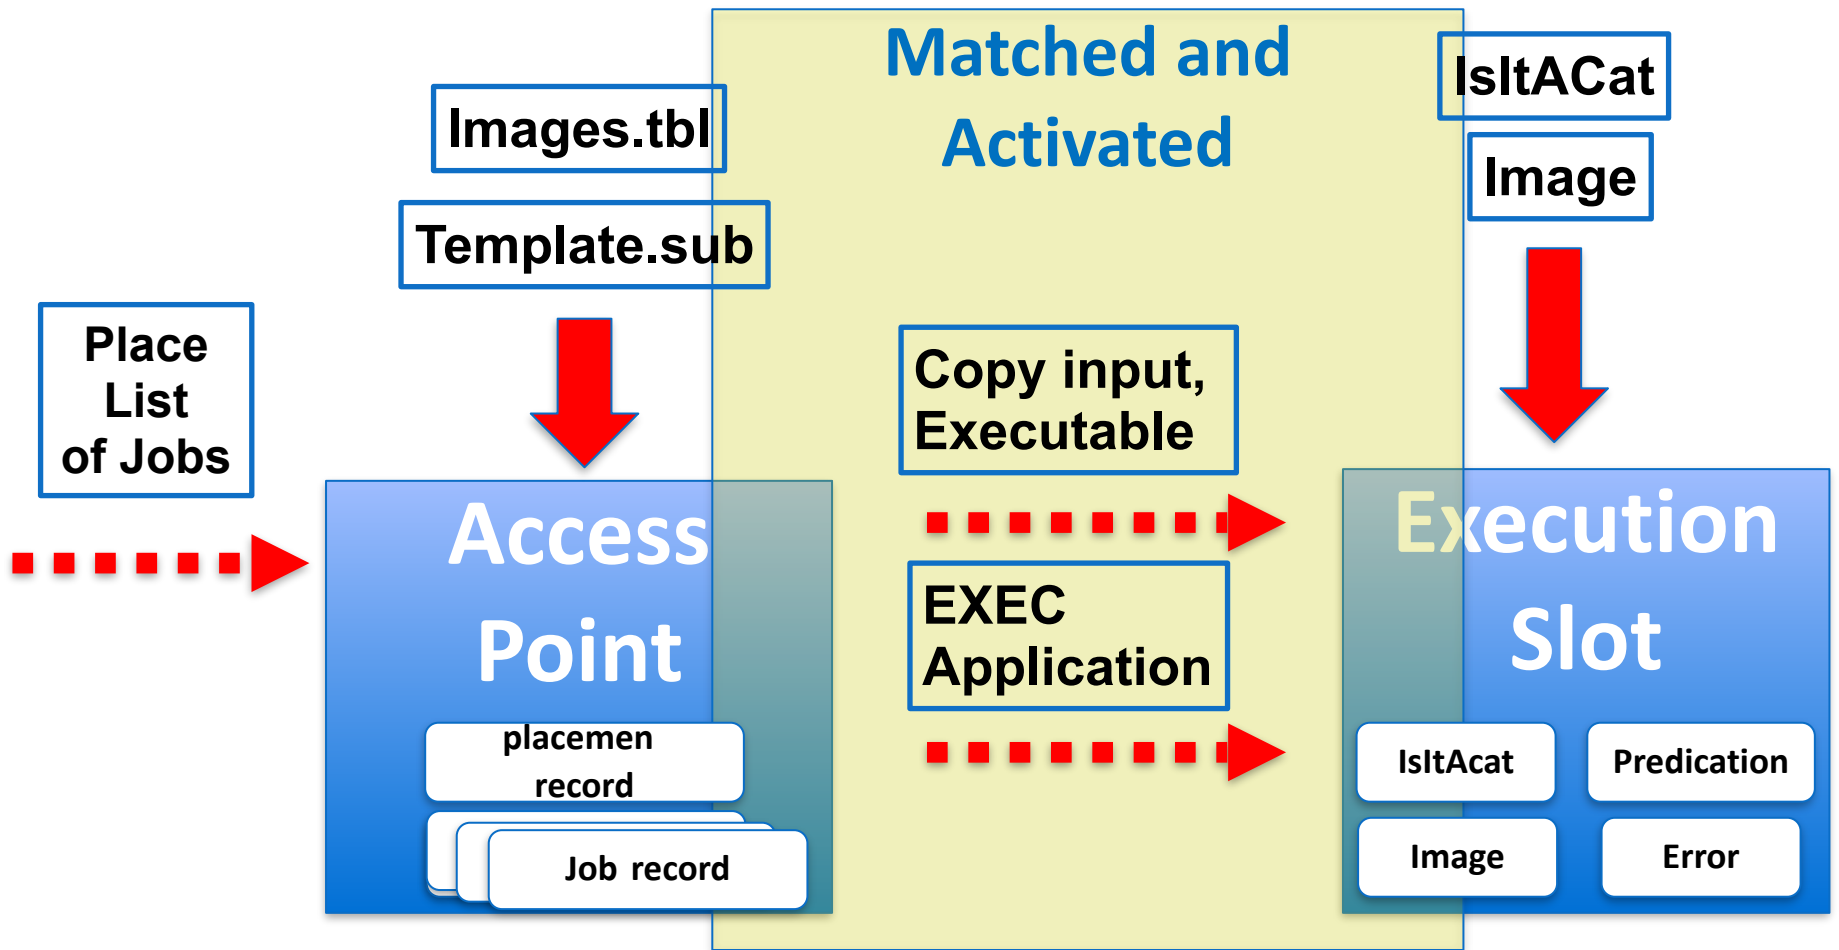 Matched and
Activated
IsItACat
Image
Images.tbl
Template.sub
Place
List
of Jobs
Copy input,
Executable
Access
Point
EXEC
Application
Execution
Slot
placemen
record
Job record
IsItAcat
Predication
Image
Error